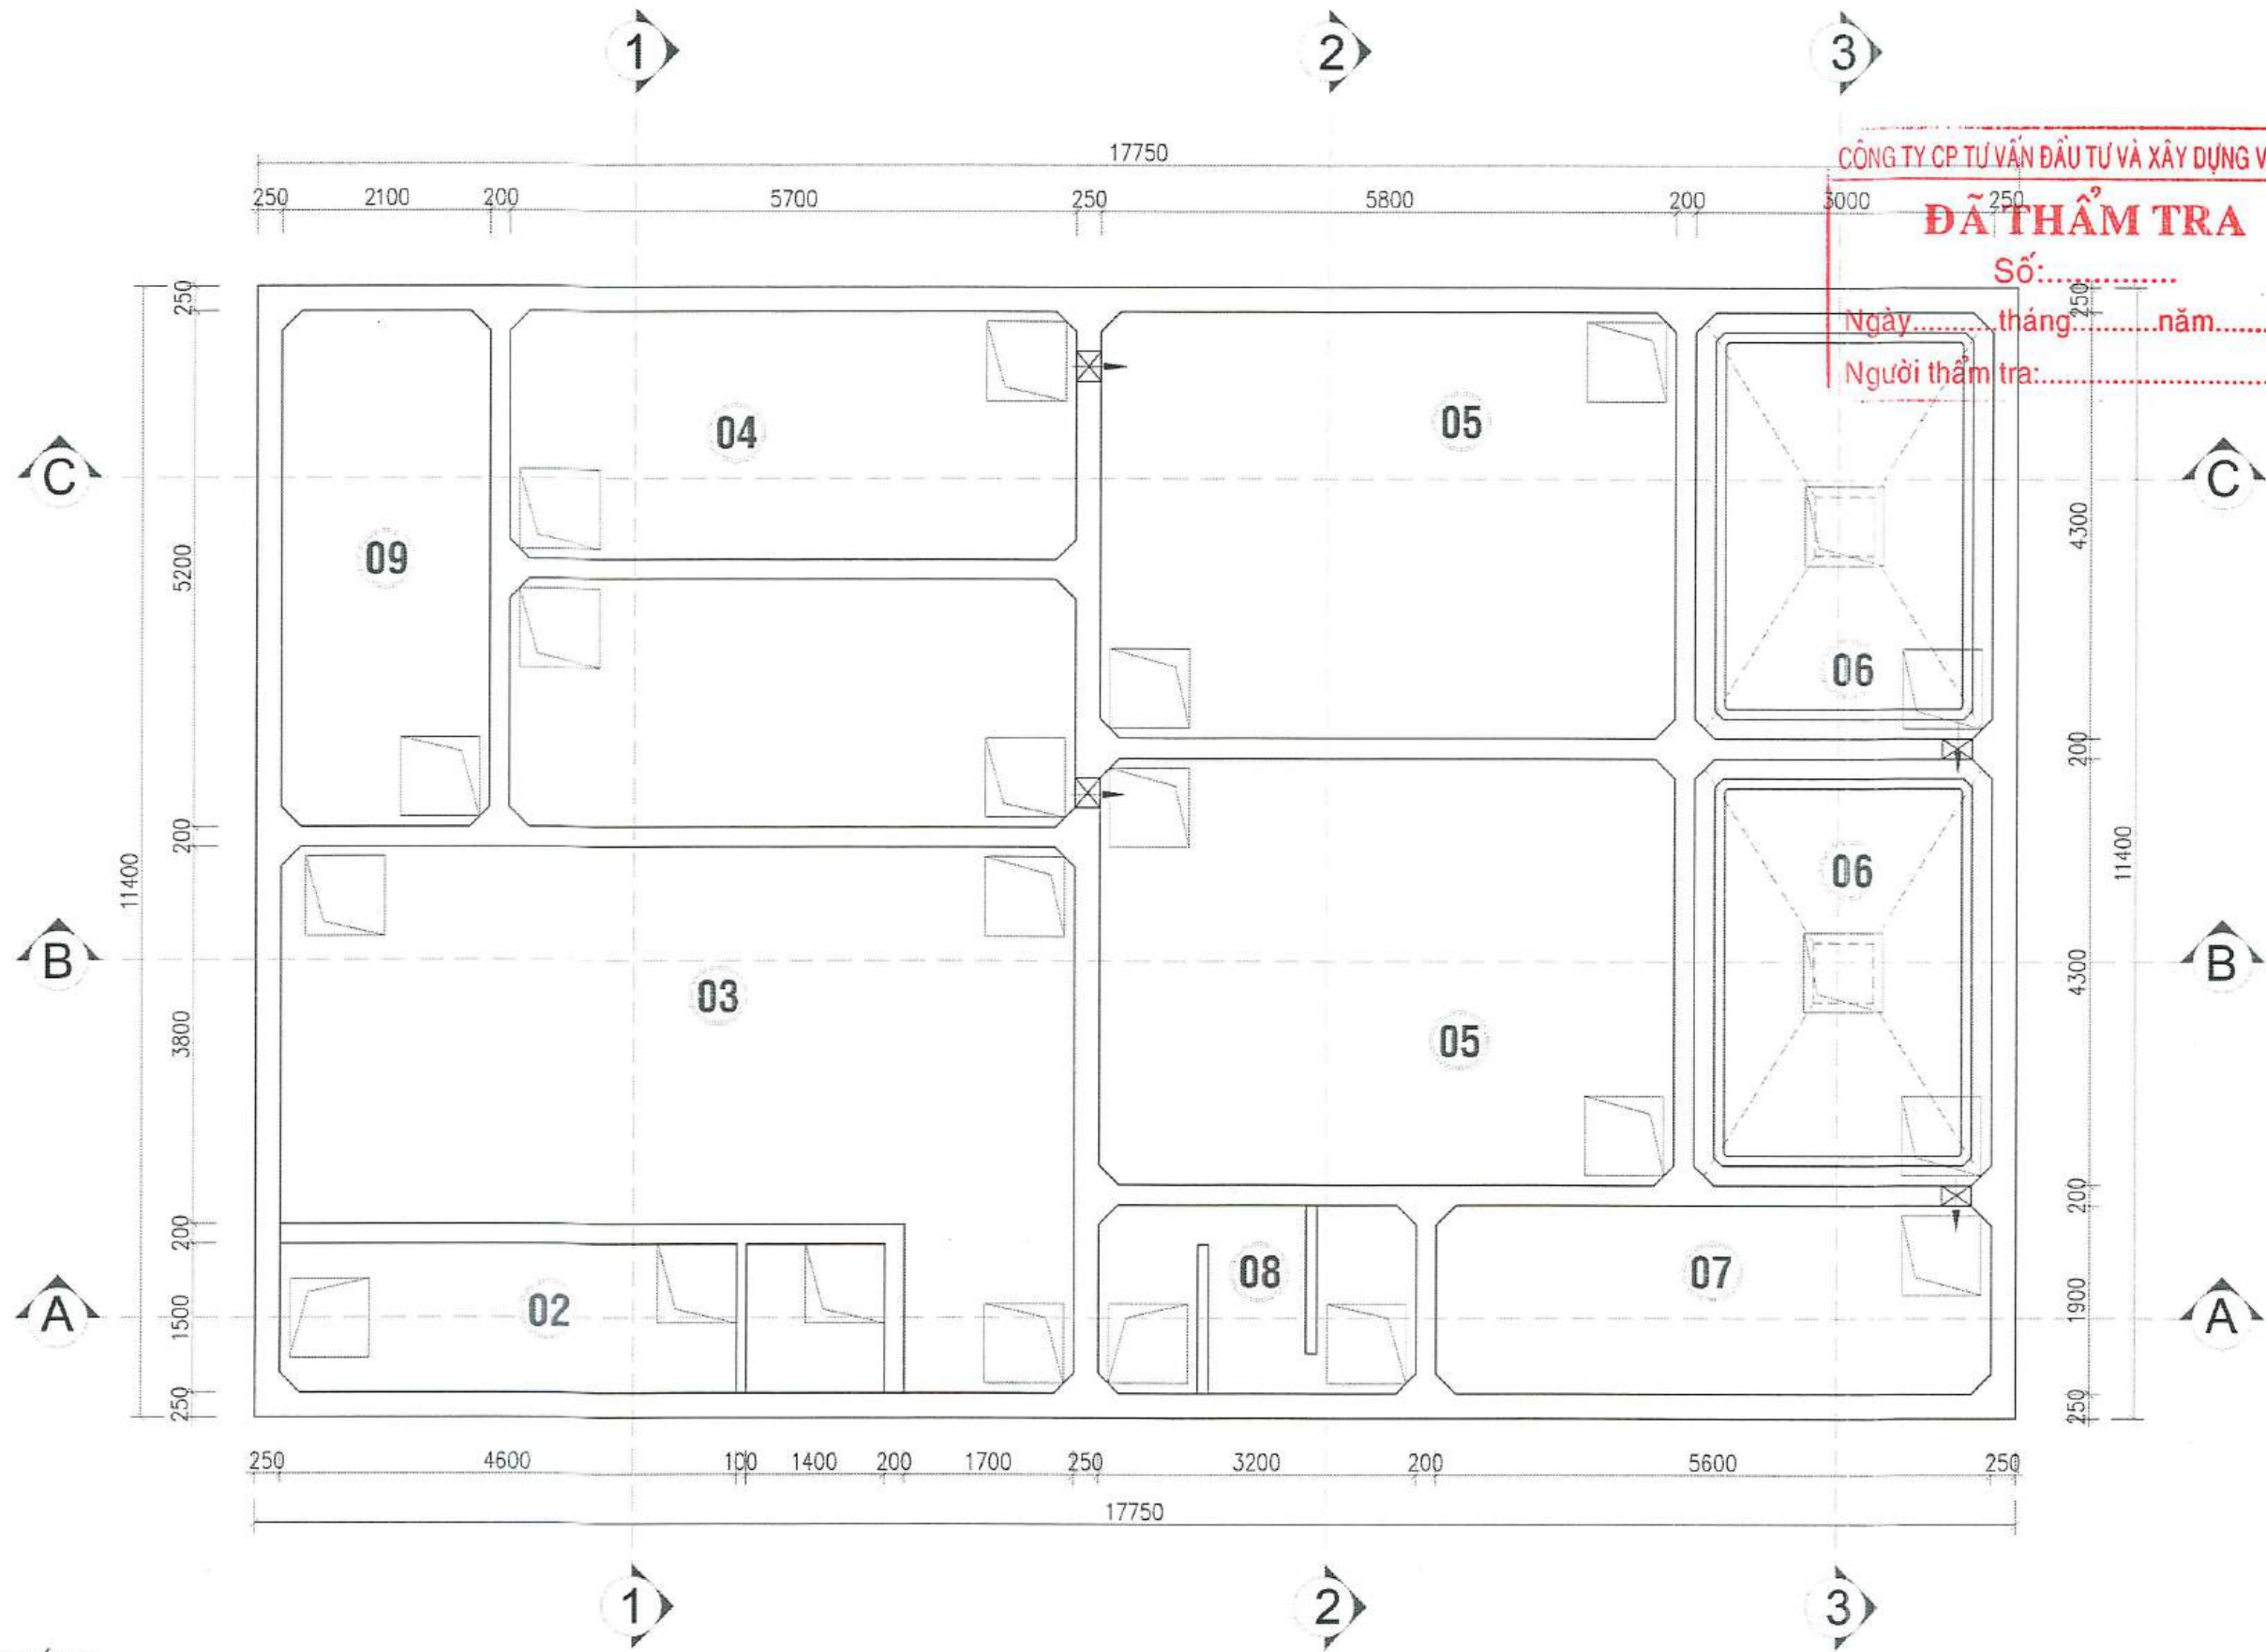 1 2 3
17750
CÔNG TY CP TƯ VẤN ĐẦU TƯ VÀ XÂY DỰNG V
250 2100 200 5700 250 5800 200 3000 250
ĐÃ THẨM TRA
Số:..............
Ngày..........tháng..........năm.......
Người thẩm tra:..........................
250 250
04 05
C C
5200 09 4300
06
200 200
11400 11400
06
B B
03 4300
3800 05
200 200
08 07
A 1500 02 1900 A
250 250
250 4600 100 1400 200 1700 250 3200 200 5600 250
17750
1 2 3